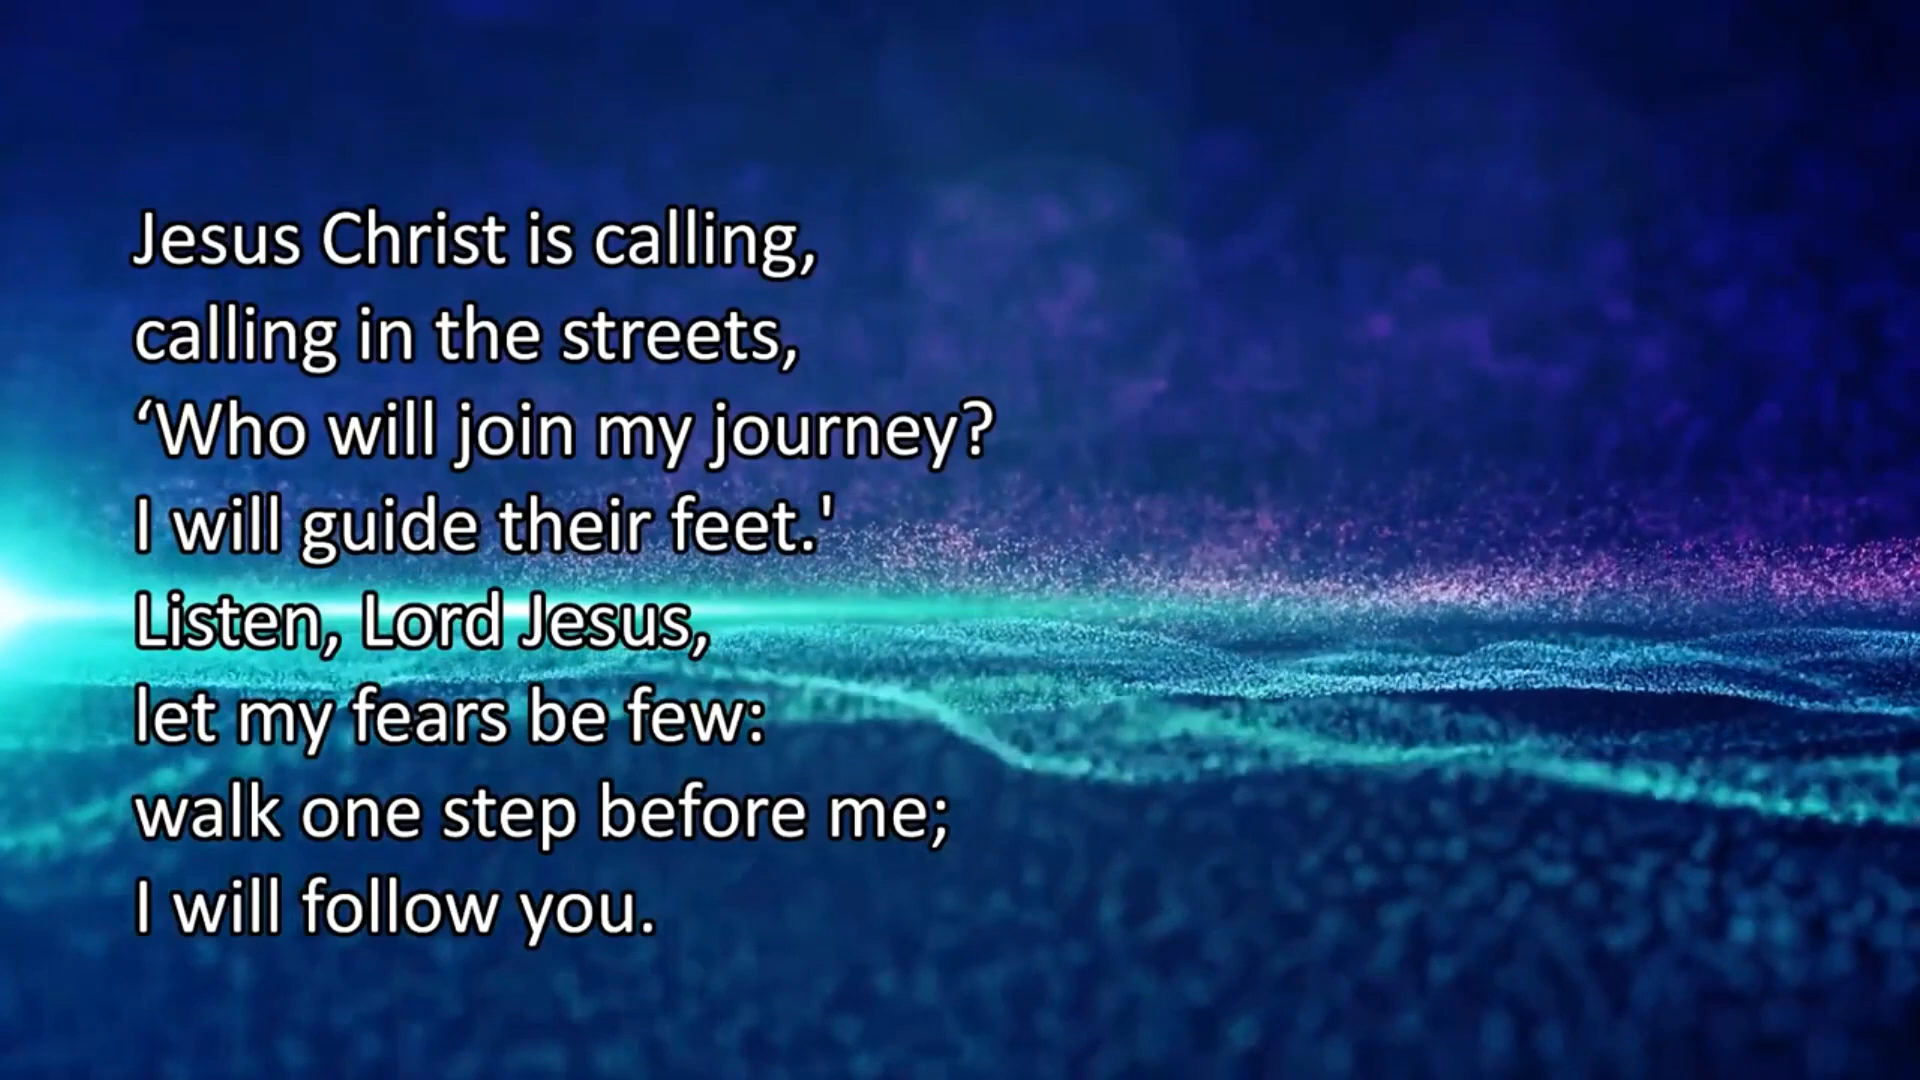 Jesus Christ is calling,
calling in the streets,
‘Who will join my journey?
I will guide their feet.'
Listen, Lord Jesus,
let my fears be few:
walk one step before me;
I will follow you.